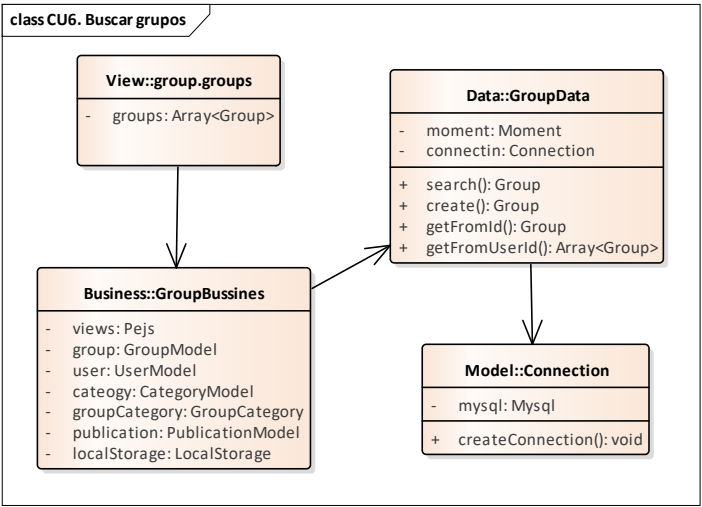 class CU6. Buscar grupos
View::group.groups
- groups: Array<Group>
Data::GroupData
- moment: Moment
- connectin: Connection
+ search(): Group
+ create(): Group
+ getFromId(): Group
+ getFromUserId(): Array<Group>
Business::GroupBussines
- views: Pejs
- group: GroupModel
- user: UserModel
- cateogy: CategoryModel
- groupCategory: GroupCategory
- publication: PublicationModel
- localStorage: LocalStorage
Model::Connection
- mysql: Mysql
+ createConnection(): void